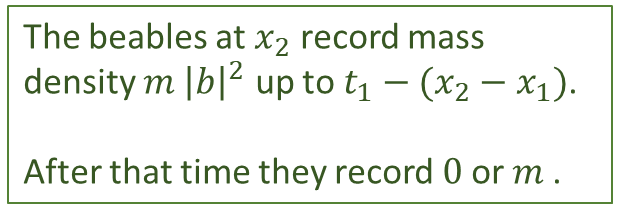 The beables at x₂ record mass
density m |b|² up to t₁ − (x₂ − x₁).
After that time they record 0 or m .